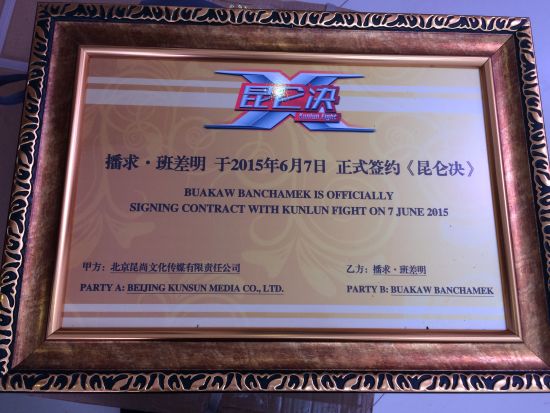 昆仑决
Kunlun Fight
播求·班差明 于2015年6月7日 正式签约《昆仑决》
BUAKAW BANCHAMEK IS OFFICIALLY
SIGNING CONTRACT WITH KUNLUN FIGHT ON 7 JUNE 2015
甲方：北京昆尚文化传媒有限责任公司 乙方：播求·班差明
PARTY A: BEIJING KUNSUN MEDIA CO., LTD. PARTY B: BUAKAW BANCHAMEK